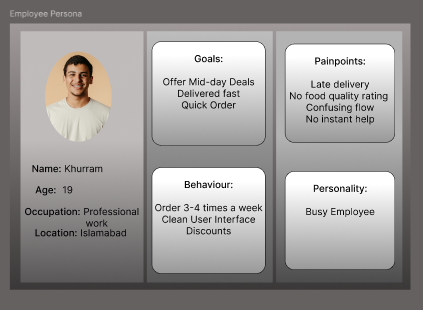 Employee Persona
Name: Khurram
Age: 19
Occupation: Professional
work
Location: Islamabad
Goals:
Offer Mid-day Deals
Delivered fast
Quick Order
Behaviour:
Order 3-4 times a week
Clean User Interface
Discounts
Painpoints:
Late delivery
No food quality rating
Confusing flow
No instant help
Personality:
Busy Employee